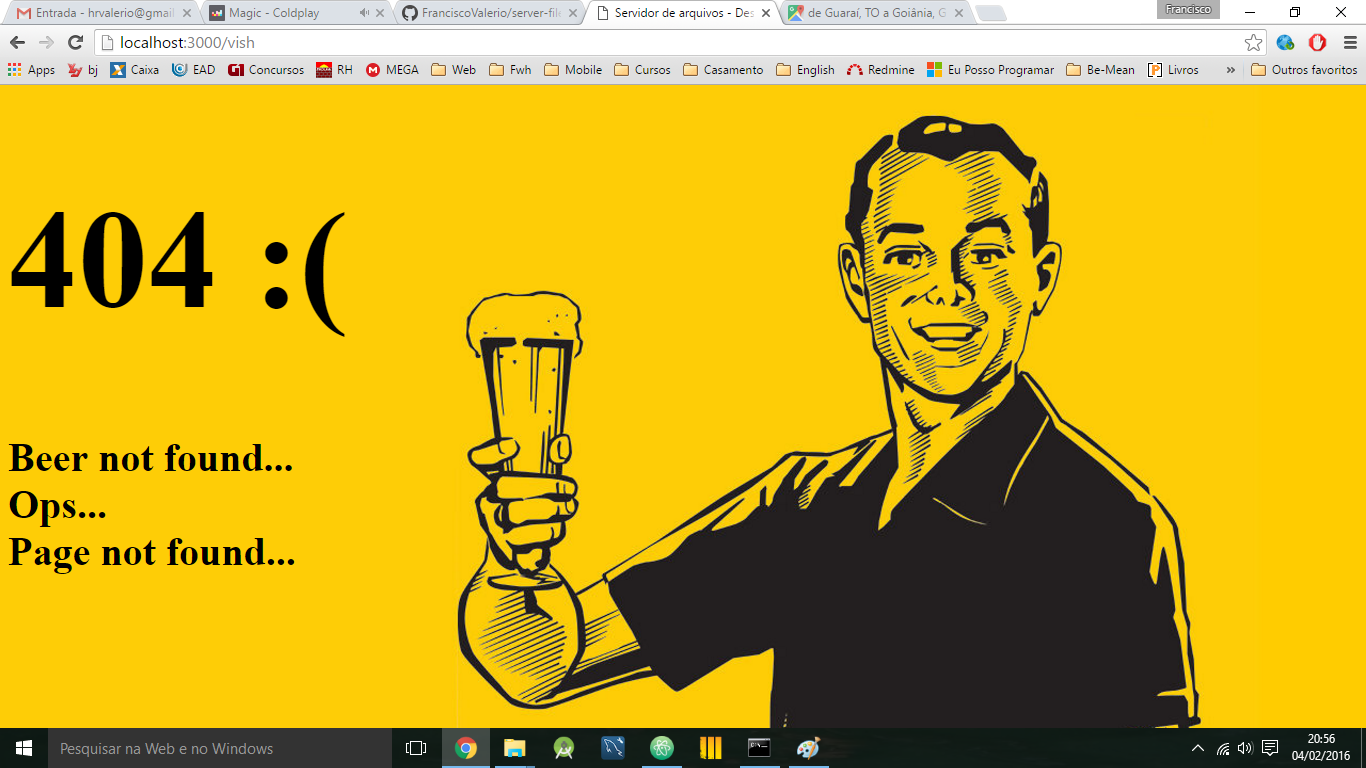 Entrada - hrvalerio@gmail
Magic - Coldplay
FranciscoValerio/server-file
Servidor de arquivos - Des
de Guaraí, TO a Goiânia, G
Francisco
localhost:3000/vish
Apps
bj
Caixa
EAD
G1 Concursos
RH
MEGA
Web
Fwh
Mobile
Cursos
Casamento
English
Redmine
Eu Posso Programar
Be-Mean
Livros
»
Outros favoritos
404 :(
Beer not found...
Ops...
Page not found...
Pesquisar na Web e no Windows
20:56
04/02/2016